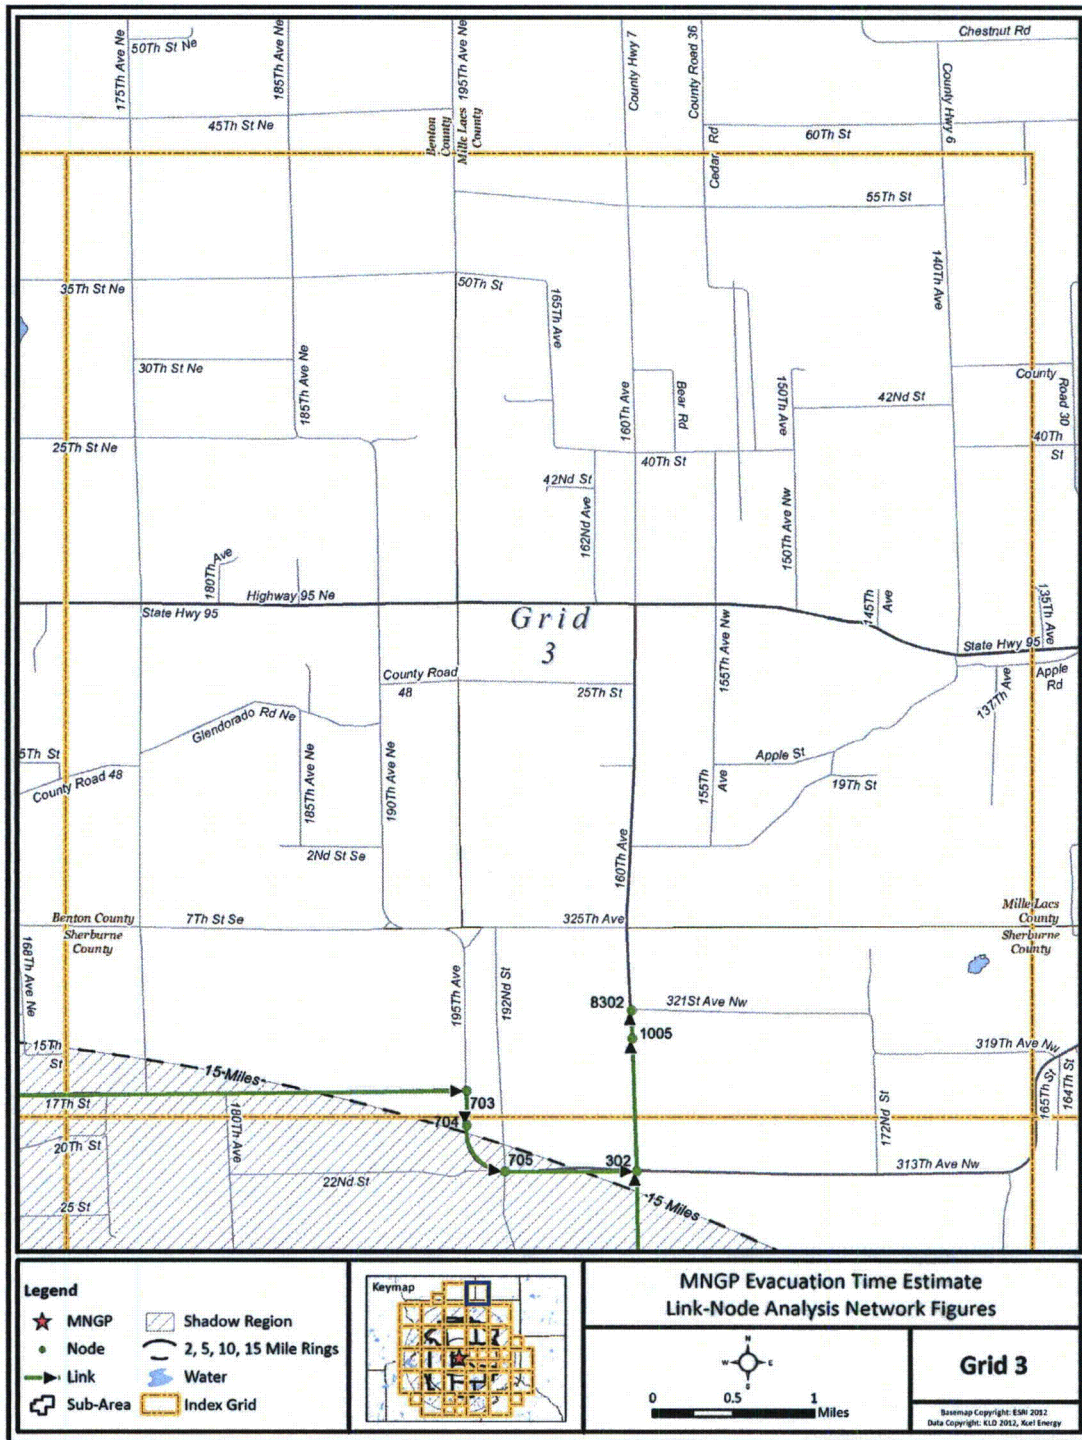 Chestnut Rd
50Th St Ne
175Th Ave Ne
185Th Ave Ne
195Th Ave Ne
County Hwy 7
County Road 36
County Hwy 6
45Th St Ne
Benton
County
Mille Lacs
County
Cedar Rd
60Th St
55Th St
140Th Ave
35Th St Ne
50Th St
165Th Ave
30Th St Ne
185Th Ave Ne
160Th Ave
Bear Rd
150Th Ave
42Nd St
County
Road 30
25Th St Ne
40Th St
40Th
St
42Nd St
162Nd Ave
150Th Ave Nw
180Th Ave
Highway 95 Ne
State Hwy 95
Grid
3
145Th
Ave
135Th Ave
State Hwy 95
155Th Ave Nw
County Road
48
25Th St
137Th Ave
Apple
Rd
Glendorado Rd Ne
5Th St
County Road 48
185Th Ave Ne
190Th Ave Ne
155Th
Ave
Apple St
19Th St
2Nd St Se
160Th Ave
Benton County
Sherburne
County
7Th St Se
325Th Ave
Mille Lacs
County
Sherburne
County
168Th Ave Ne
195Th Ave
192Nd St
8302
321St Ave Nw
1005
319Th Ave Nw
15Th
St
15 Miles
165Th St
164Th St
17Th St
703
704
180Th Ave
172Nd St
20Th St
705
302
22Nd St
313Th Ave Nw
25 St
15 Miles
Legend
MNGP
Node
Link
Sub-Area
Shadow Region
2, 5, 10, 15 Mile Rings
Water
Index Grid
Keymap
MNGP Evacuation Time Estimate
Link-Node Analysis Network Figures
N
W
E
S
0 0.5 1
Miles
Grid 3
Basemap Copyright: ESRI 2012
Data Copyright: KLD 2012, Xcel Energy